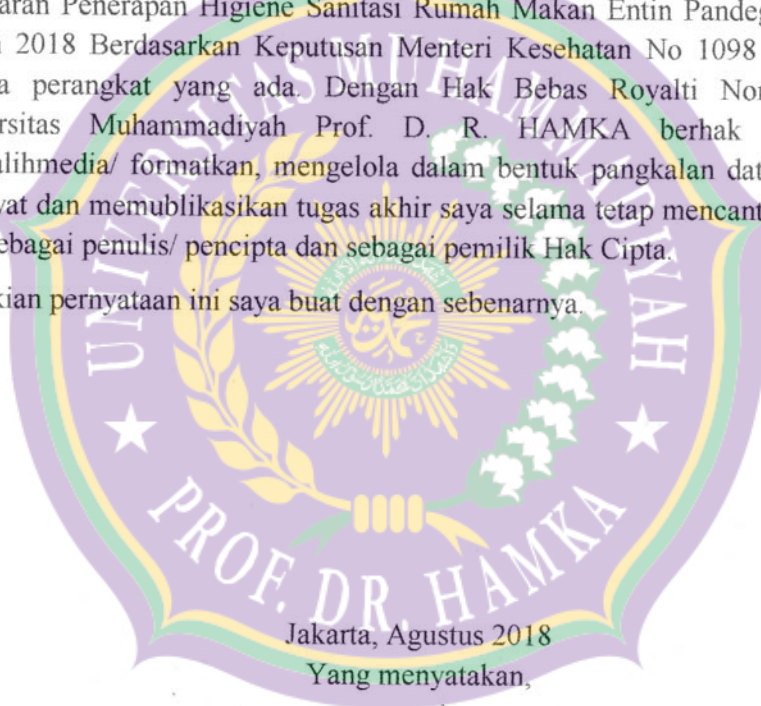 aran Penerapan Higiene Sanitasi Rumah Makan Entin Pandeg
2018 Berdasarkan Keputusan Menteri Kesehatan No 1098
a perangkat yang ada. Dengan Hak Bebas Royalti Non
ersitas Muhammadiyah Prof. D. R. HAMKA berhak
alihmedia/ formatkan, mengelola dalam bentuk pangkalan dat
vat dan memublikasikan tugas akhir saya selama tetap mencant
ebagai penulis/ pencipta dan sebagai pemilik Hak Cipta.
kian pernyataan ini saya buat dengan sebenarnya.
UNIVERSITAS MUHAMMADIYAH
PROF. DR. HAMKA
Jakarta, Agustus 2018
Yang menyatakan,